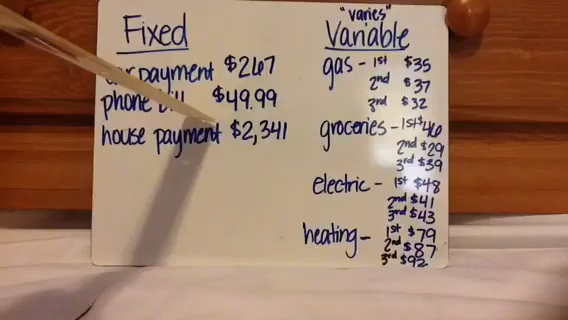 Fixed
payment $267
phone bill $49.99
house payment $2,341
"varies"
Variable
gas - 1st $35
2nd $37
3rd $32
groceries - 1st $46
2nd $29
3rd $39
electric - 1st $48
2nd $41
3rd $43
heating - 1st $79
2nd $87
3rd $92